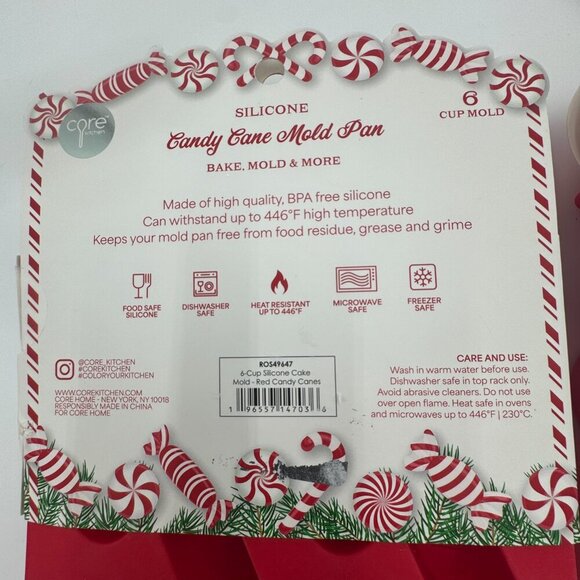 core
kitchen
SILICONE
Candy Cane Mold Pan
BAKE, MOLD & MORE
6
CUP MOLD
Made of high quality, BPA free silicone
Can withstand up to 446°F high temperature
Keeps your mold pan free from food residue, grease and grime
FOOD SAFE
SILICONE
DISHWASHER
SAFE
HEAT RESISTANT
UP TO 446°F
MICROWAVE
SAFE
FREEZER
SAFE
@CORE_KITCHEN
#COREKITCHEN
#COLORYOURKITCHEN
WWW.COREKITCHEN.COM
CORE HOME - NEW YORK, NY 10018
RESPONSIBLY MADE IN CHINA
FOR CORE HOME
ROS49647
6-Cup Silicone Cake
Mold - Red Candy Canes
1 96557 14703 6
CARE AND USE:
Wash in warm water before use.
Dishwasher safe in top rack only.
Avoid abrasive cleaners. Do not use
over open flame. Heat safe in ovens
and microwaves up to 446°F | 230°C.